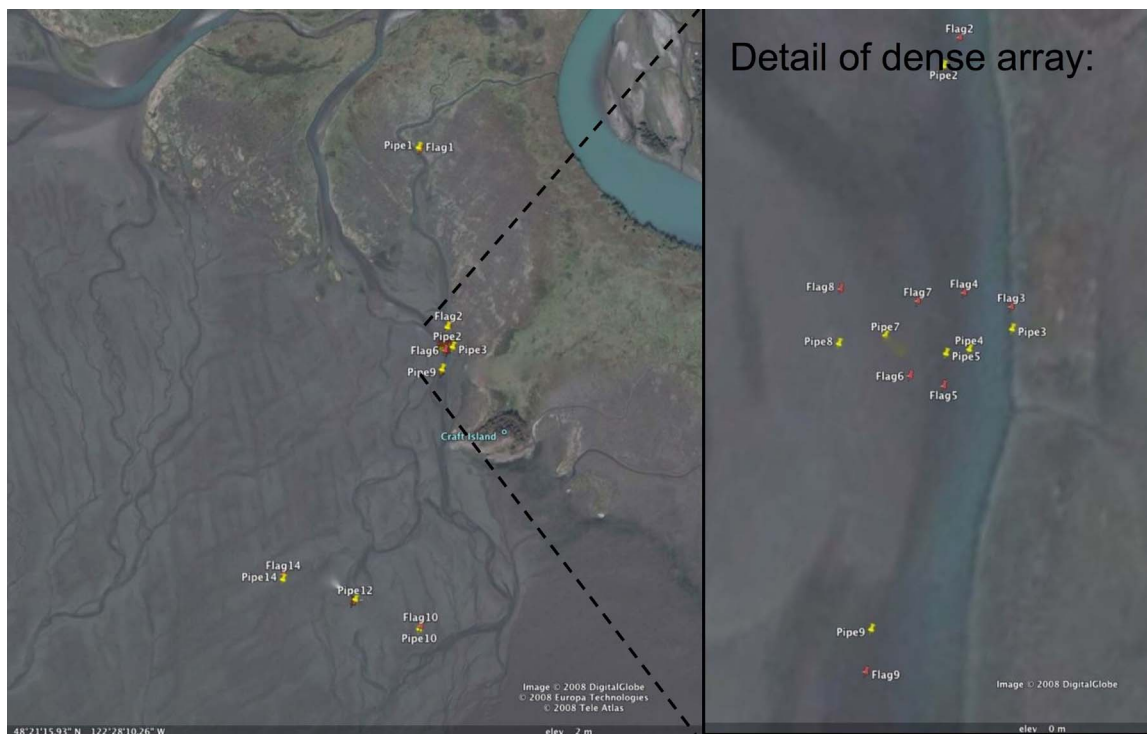 Pipe1
Flag1
Flag2
Pipe2
Flag6
Pipe3
Pipe9
Craft Island
Flag14
Pipe14
Pipe12
Flag10
Pipe10
Image © 2008 DigitalGlobe
© 2008 Europa Technologies
© 2008 Tele Atlas
48°21'15.93" N 122°28'10.26" W
elev 2 m
Detail of dense array:
Flag2
Pipe2
Flag8
Flag7
Flag4
Flag3
Pipe3
Pipe8
Pipe7
Pipe4
Pipe5
Flag6
Flag5
Pipe9
Flag9
Image © 2008 DigitalGlobe
elev 0 m